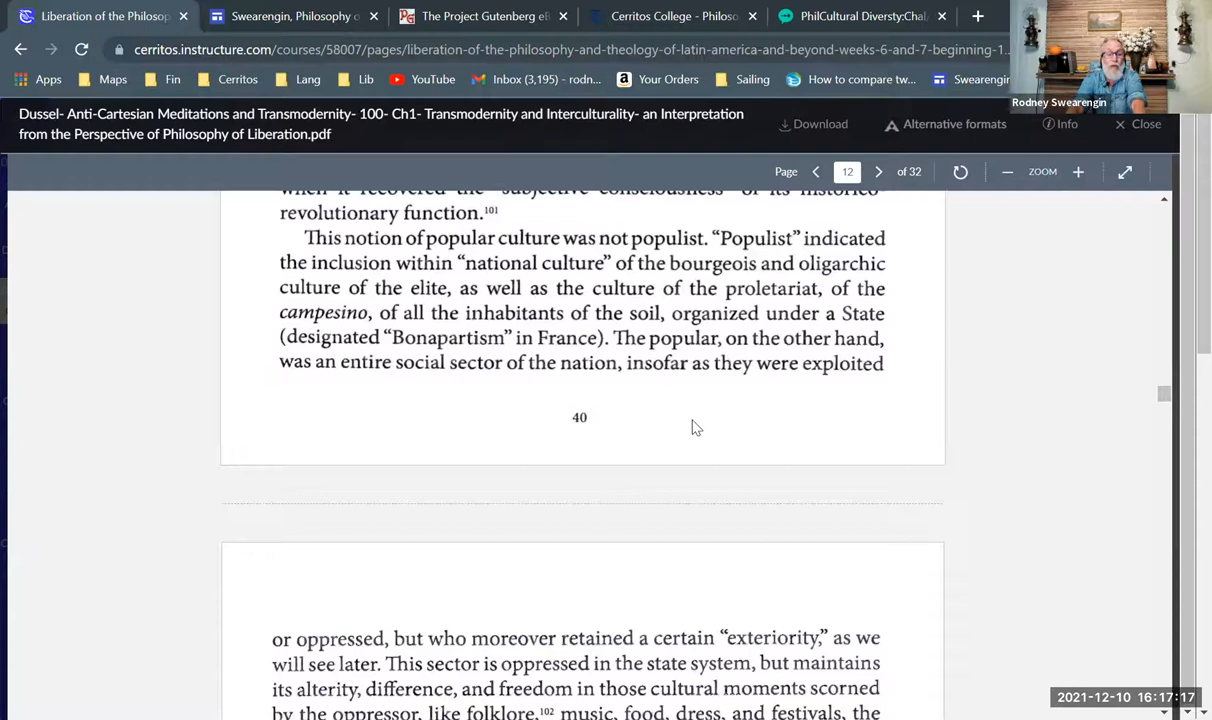 Liberation of the Philosop
Swearengin, Philosophy o
The Project Gutenberg eB
Cerritos College - Philoso
PhilCultural Diversty:Chal
cerritos.instructure.com/courses/58007/pages/liberation-of-the-philosophy-and-theology-of-latin-america-and-beyond-weeks-6-and-7-beginning-1...
Apps
Maps
Fin
Cerritos
Lang
Lib
YouTube
Inbox (3,195) - rodn...
Your Orders
Sailing
How to compare tw...
Swearengin
Rodney Swearengin
Dussel- Anti-Cartesian Meditations and Transmodernity- 100- Ch1- Transmodernity and Interculturality- an Interpretation
from the Perspective of Philosophy of Liberation.pdf
Download
Alternative formats
Info
Close
Page 12 of 32
ZOOM
when it recovered the "subjective consciousness" of its historico-
revolutionary function.101
This notion of popular culture was not populist. "Populist" indicated
the inclusion within "national culture" of the bourgeois and oligarchic
culture of the elite, as well as the culture of the proletariat, of the
campesino, of all the inhabitants of the soil, organized under a State
(designated "Bonapartism" in France). The popular, on the other hand,
was an entire social sector of the nation, insofar as they were exploited
40
or oppressed, but who moreover retained a certain "exteriority," as we
will see later. This sector is oppressed in the state system, but maintains
its alterity, difference, and freedom in those cultural moments scorned
by the oppressor, like folklore,102 music, food, dress, and festivals, the
2021-12-10 16:17:17